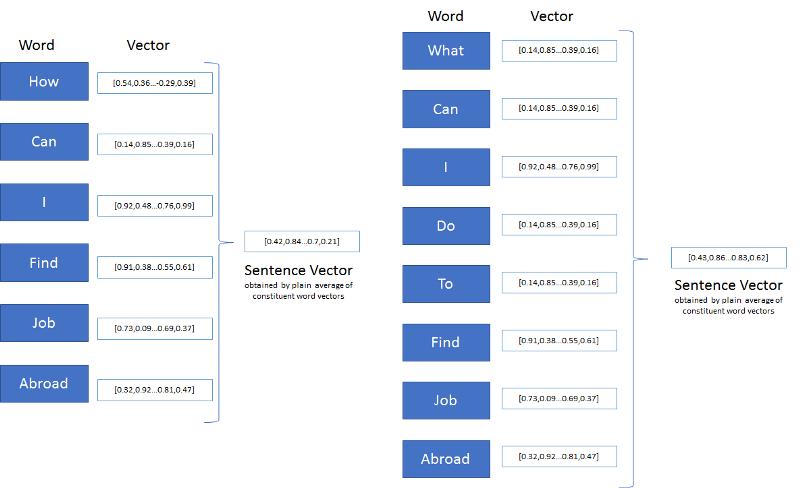 Word Vector
How [0.54,0.36...-0.29,0.39]
Can [0.14,0.85...0.39,0.16]
I [0.92,0.48...0.76,0.99]
Find [0.91,0.38...0.55,0.61]
Job [0.73,0.09...0.69,0.37]
Abroad [0.32,0.92...0.81,0.47]
[0.42,0.84...0.7,0.21]
Sentence Vector
obtained by plain average of
constituent word vectors
Word Vector
What [0.14,0.85...0.39,0.16]
Can [0.14,0.85...0.39,0.16]
I [0.92,0.48...0.76,0.99]
Do [0.14,0.85...0.39,0.16]
To [0.14,0.85...0.39,0.16]
Find [0.91,0.38...0.55,0.61]
Job [0.73,0.09...0.69,0.37]
Abroad [0.32,0.92...0.81,0.47]
[0.43,0.86...0.83,0.62]
Sentence Vector
obtained by plain average of
constituent word vectors